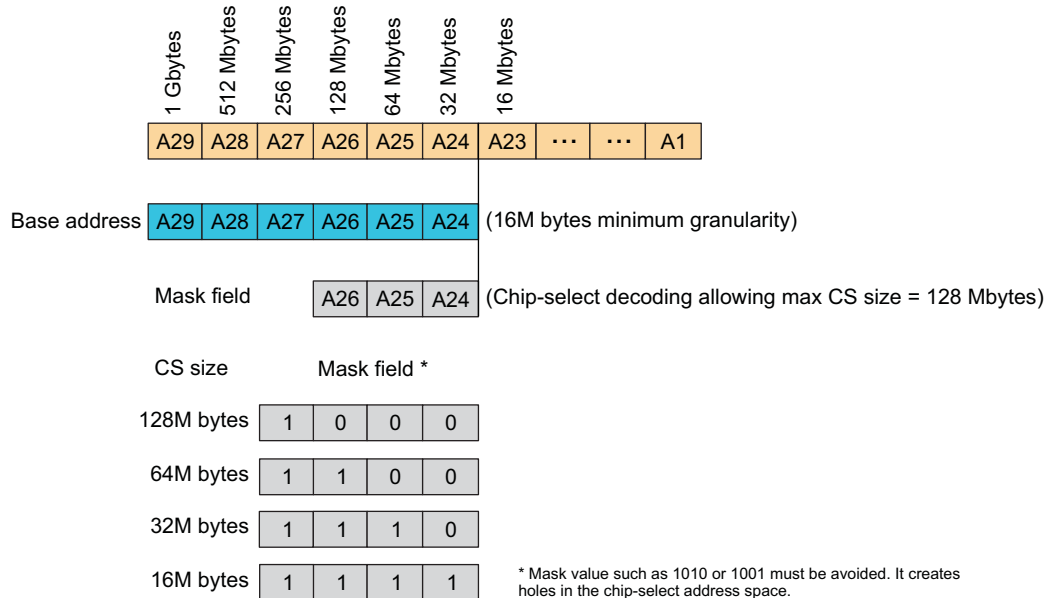 1 Gbytes 512 Mbytes 256 Mbytes 128 Mbytes 64 Mbytes 32 Mbytes 16 Mbytes
A29 A28 A27 A26 A25 A24 A23 ... ... A1
Base address A29 A28 A27 A26 A25 A24 (16M bytes minimum granularity)
Mask field A26 A25 A24 (Chip-select decoding allowing max CS size = 128 Mbytes)
CS size Mask field *
128M bytes 1 0 0 0
64M bytes 1 1 0 0
32M bytes 1 1 1 0
16M bytes 1 1 1 1
* Mask value such as 1010 or 1001 must be avoided. It creates
holes in the chip-select address space.